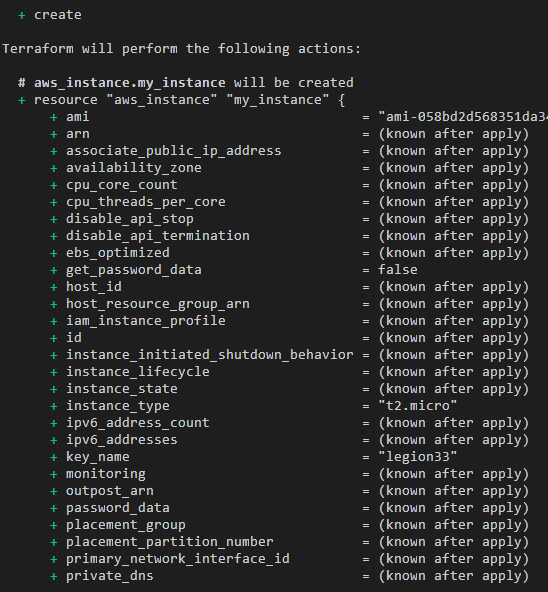 + create
Terraform will perform the following actions:
# aws_instance.my_instance will be created
+ resource "aws_instance" "my_instance" {
+ ami = "ami-058bd2d568351da34
+ arn = (known after apply)
+ associate_public_ip_address = (known after apply)
+ availability_zone = (known after apply)
+ cpu_core_count = (known after apply)
+ cpu_threads_per_core = (known after apply)
+ disable_api_stop = (known after apply)
+ disable_api_termination = (known after apply)
+ ebs_optimized = (known after apply)
+ get_password_data = false
+ host_id = (known after apply)
+ host_resource_group_arn = (known after apply)
+ iam_instance_profile = (known after apply)
+ id = (known after apply)
+ instance_initiated_shutdown_behavior = (known after apply)
+ instance_lifecycle = (known after apply)
+ instance_state = (known after apply)
+ instance_type = "t2.micro"
+ ipv6_address_count = (known after apply)
+ ipv6_addresses = (known after apply)
+ key_name = "legion33"
+ monitoring = (known after apply)
+ outpost_arn = (known after apply)
+ password_data = (known after apply)
+ placement_group = (known after apply)
+ placement_partition_number = (known after apply)
+ primary_network_interface_id = (known after apply)
+ private_dns = (known after apply)